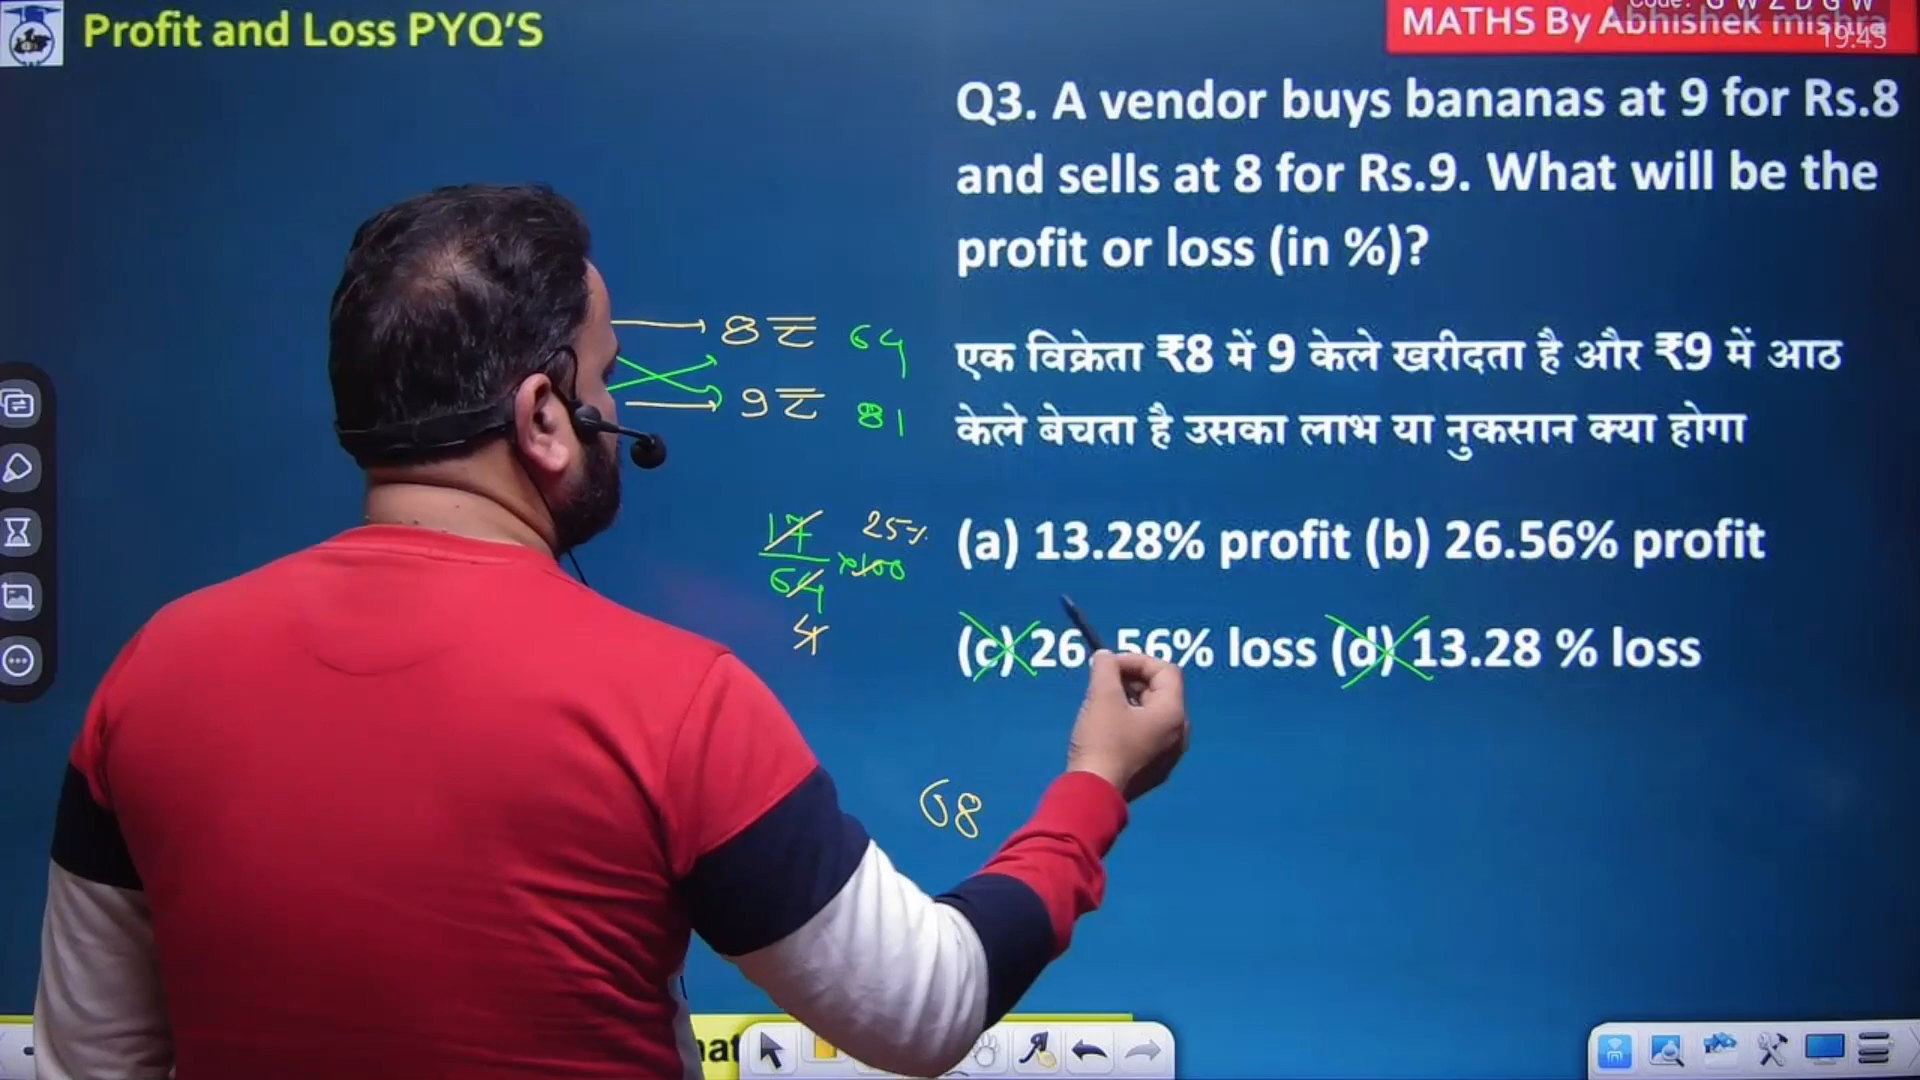 Profit and Loss PYQ'S
Code: G W Z D G W
MATHS By Abhishek mishra
19:45
Q3. A vendor buys bananas at 9 for Rs.8
and sells at 8 for Rs.9. What will be the
profit or loss (in %)?
एक विक्रेता ₹8 में 9 केले खरीदता है और ₹9 में आठ
केले बेचता है उसका लाभ या नुकसान क्या होगा
(a) 13.28% profit (b) 26.56% profit
(c) 26.56% loss (d) 13.28 % loss
8₹ 64
9₹ 81
17 25%
64 ×100
4
68